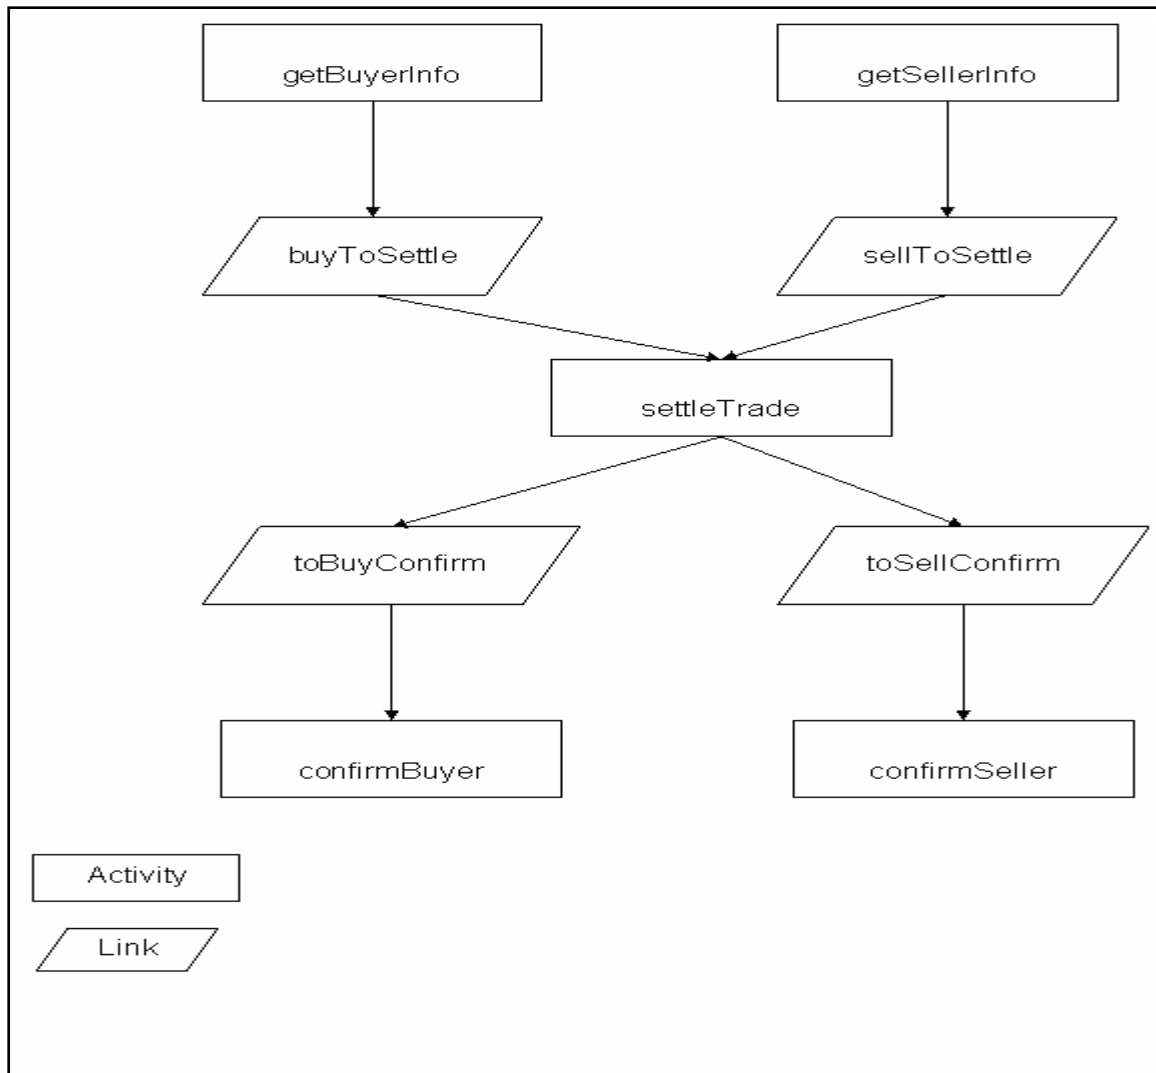 getBuyerInfo
getSellerInfo
buyToSettle
sellToSettle
settleTrade
toBuyConfirm
toSellConfirm
confirmBuyer
confirmSeller
Activity
Link